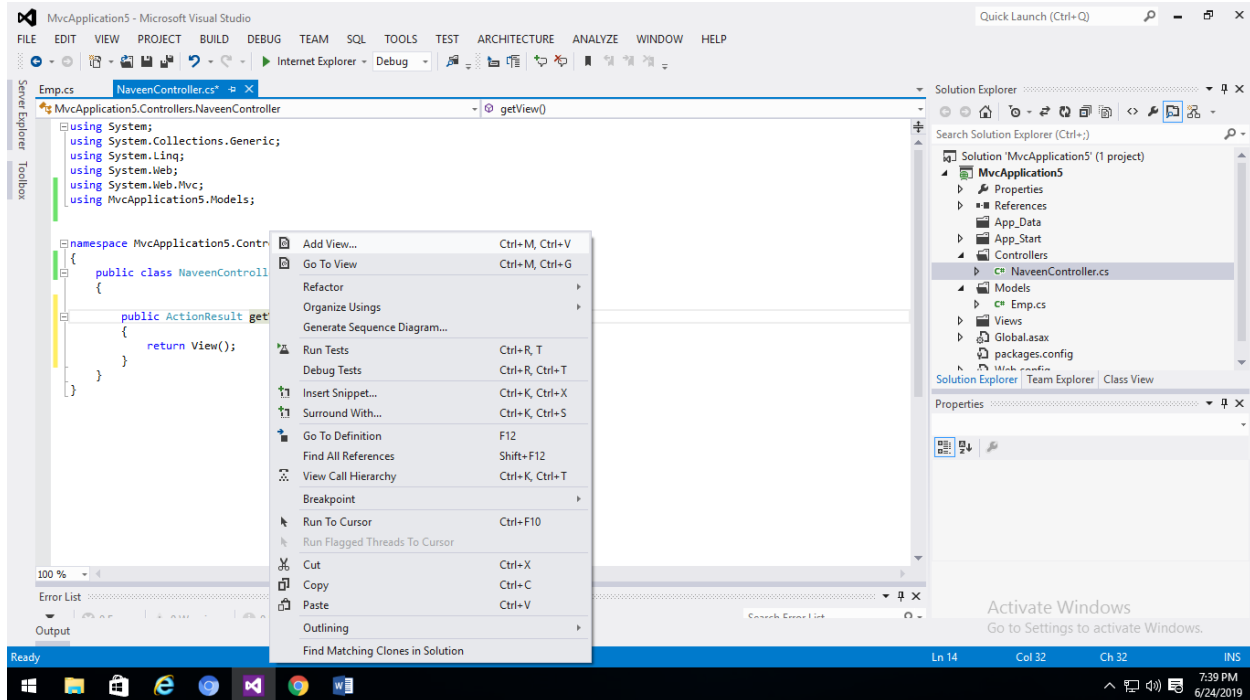 MvcApplication5 - Microsoft Visual Studio
Quick Launch (Ctrl+Q)
FILE EDIT VIEW PROJECT BUILD DEBUG TEAM SQL TOOLS TEST ARCHITECTURE ANALYZE WINDOW HELP
Internet Explorer
Debug
Server Explorer
Toolbox
Emp.cs
NaveenController.cs*
MvcApplication5.Controllers.NaveenController
getView()
using System;
using System.Collections.Generic;
using System.Linq;
using System.Web;
using System.Web.Mvc;
using MvcApplication5.Models;
namespace MvcApplication5.Contr
{
public class NaveenControll
{
public ActionResult get
{
return View();
}
}
}
Add View... Ctrl+M, Ctrl+V
Go To View Ctrl+M, Ctrl+G
Refactor
Organize Usings
Generate Sequence Diagram...
Run Tests Ctrl+R, T
Debug Tests Ctrl+R, Ctrl+T
Insert Snippet... Ctrl+K, Ctrl+X
Surround With... Ctrl+K, Ctrl+S
Go To Definition F12
Find All References Shift+F12
View Call Hierarchy Ctrl+K, Ctrl+T
Breakpoint
Run To Cursor Ctrl+F10
Run Flagged Threads To Cursor
Cut Ctrl+X
Copy Ctrl+C
Paste Ctrl+V
Outlining
Find Matching Clones in Solution
100 %
Error List
Search Error List
Output
Solution Explorer
Search Solution Explorer (Ctrl+;)
Solution 'MvcApplication5' (1 project)
MvcApplication5
Properties
References
App_Data
App_Start
Controllers
C# NaveenController.cs
Models
C# Emp.cs
Views
Global.asax
packages.config
Web.config
Solution Explorer Team Explorer Class View
Properties
Activate Windows
Go to Settings to activate Windows.
Ready
Ln 14 Col 32 Ch 32 INS
7:39 PM
6/24/2019